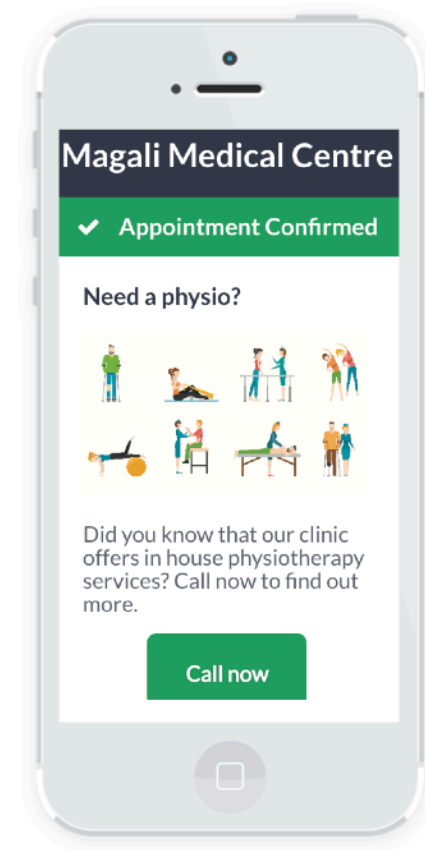 Magali Medical Centre
Appointment Confirmed
Need a physio?
Did you know that our clinic
offers in house physiotherapy
services? Call now to find out
more.
Call now